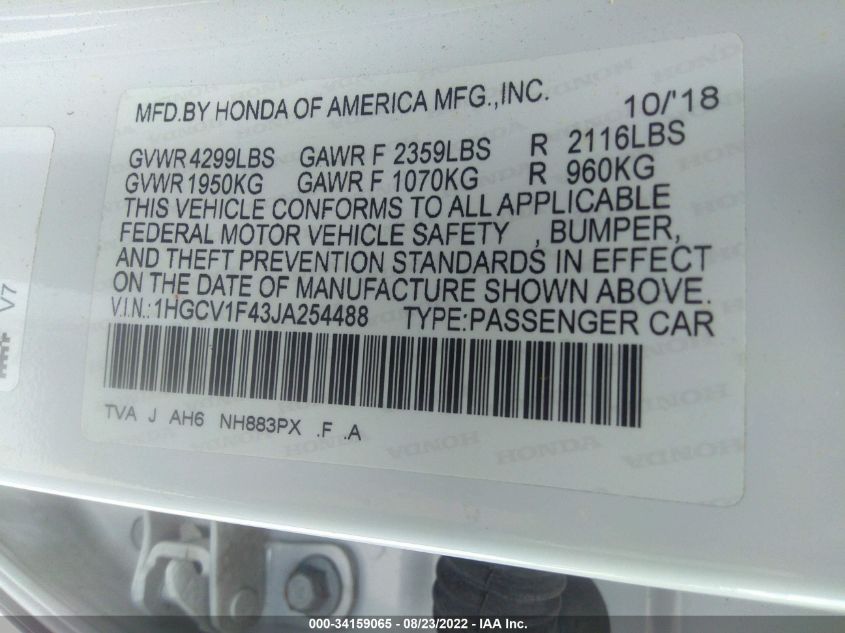 MFD.BY HONDA OF AMERICA MFG.,INC. 10/'18
GVWR 4299LBS GAWR F 2359LBS R 2116LBS
GVWR 1950KG GAWR F 1070KG R 960KG
THIS VEHICLE CONFORMS TO ALL APPLICABLE
FEDERAL MOTOR VEHICLE SAFETY , BUMPER,
AND THEFT PREVENTION STANDARDS IN EFFECT
ON THE DATE OF MANUFACTURE SHOWN ABOVE.
V.I.N.:1HGCV1F43JA254488 TYPE:PASSENGER CAR
TVA J AH6 NH883PX .F .A
V7
000-34159065 - 08/23/2022 - IAA Inc.